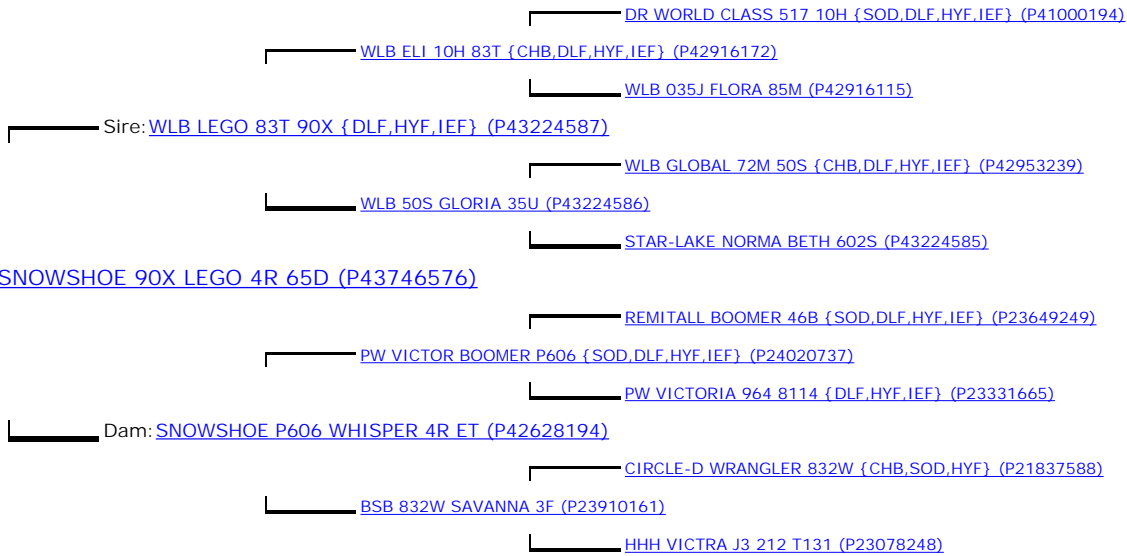 DR WORLD CLASS 517 10H {SOD,DLF,HYF,IEF} (P41000194)
WLB ELI 10H 83T {CHB,DLF,HYF,IEF} (P42916172)
WLB 035J FLORA 85M (P42916115)
Sire: WLB LEGO 83T 90X {DLF,HYF,IEF} (P43224587)
WLB GLOBAL 72M 50S {CHB,DLF,HYF,IEF} (P42953239)
WLB 50S GLORIA 35U (P43224586)
STAR-LAKE NORMA BETH 602S (P43224585)
SNOWSHOE 90X LEGO 4R 65D (P43746576)
REMITALL BOOMER 46B {SOD,DLF,HYF,IEF} (P23649249)
PW VICTOR BOOMER P606 {SOD,DLF,HYF,IEF} (P24020737)
PW VICTORIA 964 8114 {DLF,HYF,IEF} (P23331665)
Dam: SNOWSHOE P606 WHISPER 4R ET (P42628194)
CIRCLE-D WRANGLER 832W {CHB,SOD,HYF} (P21837588)
BSB 832W SAVANNA 3F (P23910161)
HHH VICTRA J3 212 T131 (P23078248)